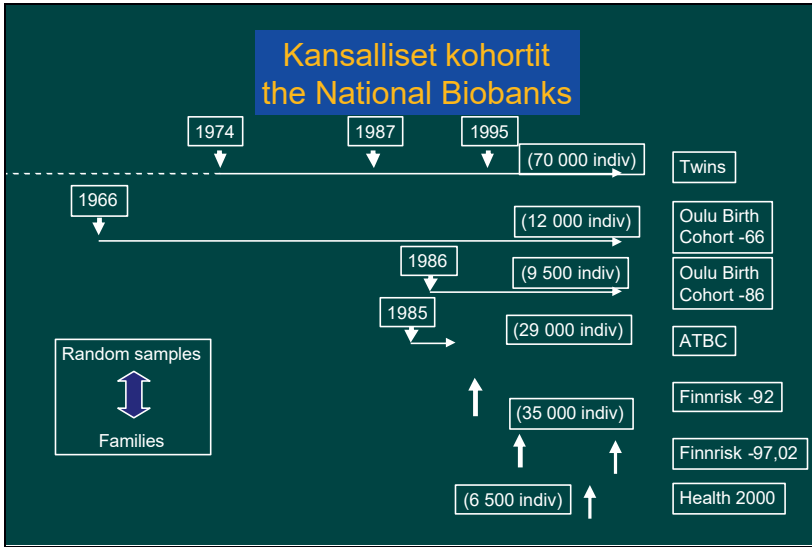 Kansalliset kohortit
the National Biobanks
1974
1987
1995
(70 000 indiv)
Twins
1966
(12 000 indiv)
Oulu Birth
Cohort -66
1986
(9 500 indiv)
Oulu Birth
Cohort -86
1985
(29 000 indiv)
ATBC
Random samples
Families
Finnrisk -92
(35 000 indiv)
Finnrisk -97,02
(6 500 indiv)
Health 2000